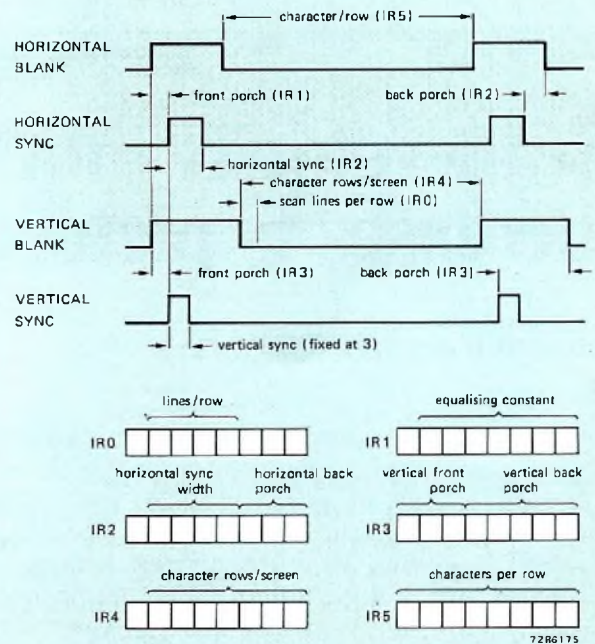 character/row (IR5)
HORIZONTAL
BLANK
front porch (IR1)
back porch (IR2)
HORIZONTAL
SYNC
horizontal sync (IR2)
character rows/screen (IR4)
scan lines per row (IR0)
VERTICAL
BLANK
front porch (IR3)
back porch (IR3)
VERTICAL
SYNC
vertical sync (fixed at 3)
lines/row
equalising constant
IR0
IR1
horizontal sync
width
horizontal back
porch
vertical front
porch
vertical back
porch
IR2
IR3
character rows/screen
characters per row
IR4
IR5
7286175